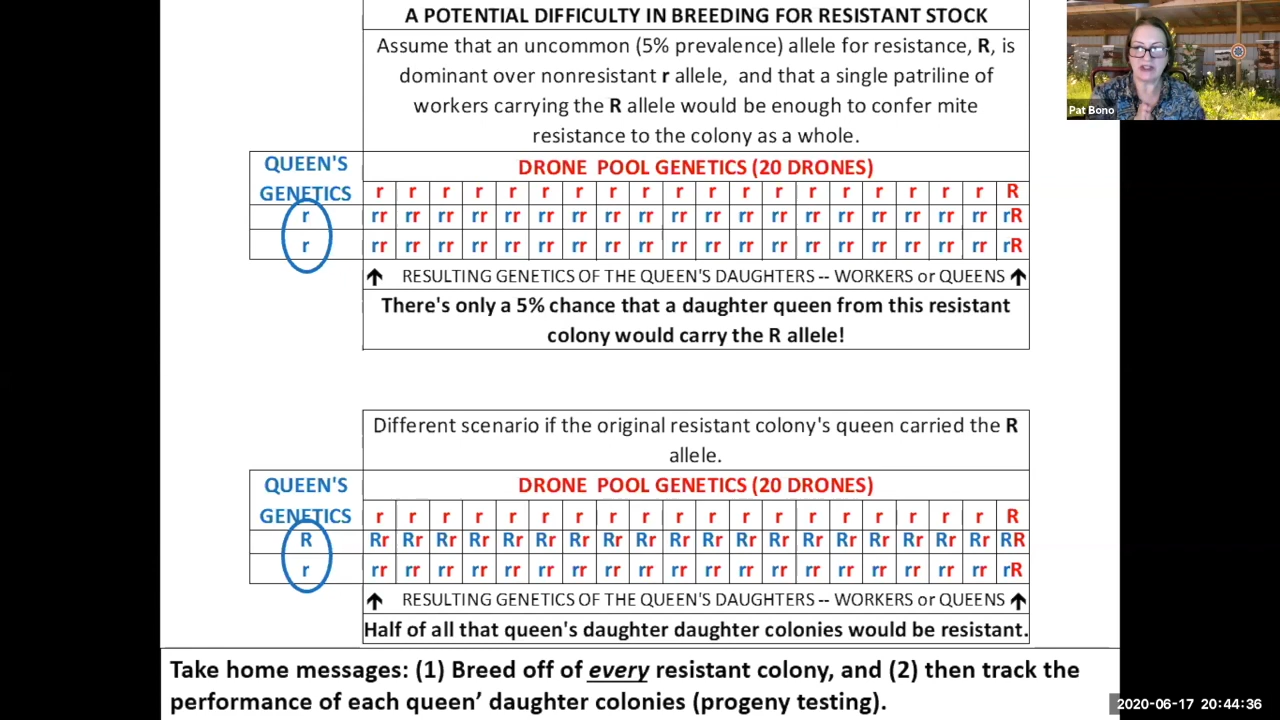 A POTENTIAL DIFFICULTY IN BREEDING FOR RESISTANT STOCK
Assume that an uncommon (5% prevalence) allele for resistance, R, is
dominant over nonresistant r allele, and that a single patriline of
workers carrying the R allele would be enough to confer mite
resistance to the colony as a whole.
Pat Bono
QUEEN'S GENETICS
DRONE POOL GENETICS (20 DRONES)
r r r r r r r r r r r r r r r r r r r R
r rr rr rr rr rr rr rr rr rr rr rr rr rr rr rr rr rr rr rr rR
r rr rr rr rr rr rr rr rr rr rr rr rr rr rr rr rr rr rr rr rR
↑ RESULTING GENETICS OF THE QUEEN'S DAUGHTERS -- WORKERS or QUEENS ↑
There's only a 5% chance that a daughter queen from this resistant
colony would carry the R allele!
Different scenario if the original resistant colony's queen carried the R
allele.
QUEEN'S GENETICS
DRONE POOL GENETICS (20 DRONES)
r r r r r r r r r r r r r r r r r r r R
R Rr Rr Rr Rr Rr Rr Rr Rr Rr Rr Rr Rr Rr Rr Rr Rr Rr Rr Rr RR
r rr rr rr rr rr rr rr rr rr rr rr rr rr rr rr rr rr rr rr rR
↑ RESULTING GENETICS OF THE QUEEN'S DAUGHTERS -- WORKERS or QUEENS ↑
Half of all that queen's daughter daughter colonies would be resistant.
Take home messages: (1) Breed off of every resistant colony, and (2) then track the
performance of each queen’ daughter colonies (progeny testing).
2020-06-17 20:44:36